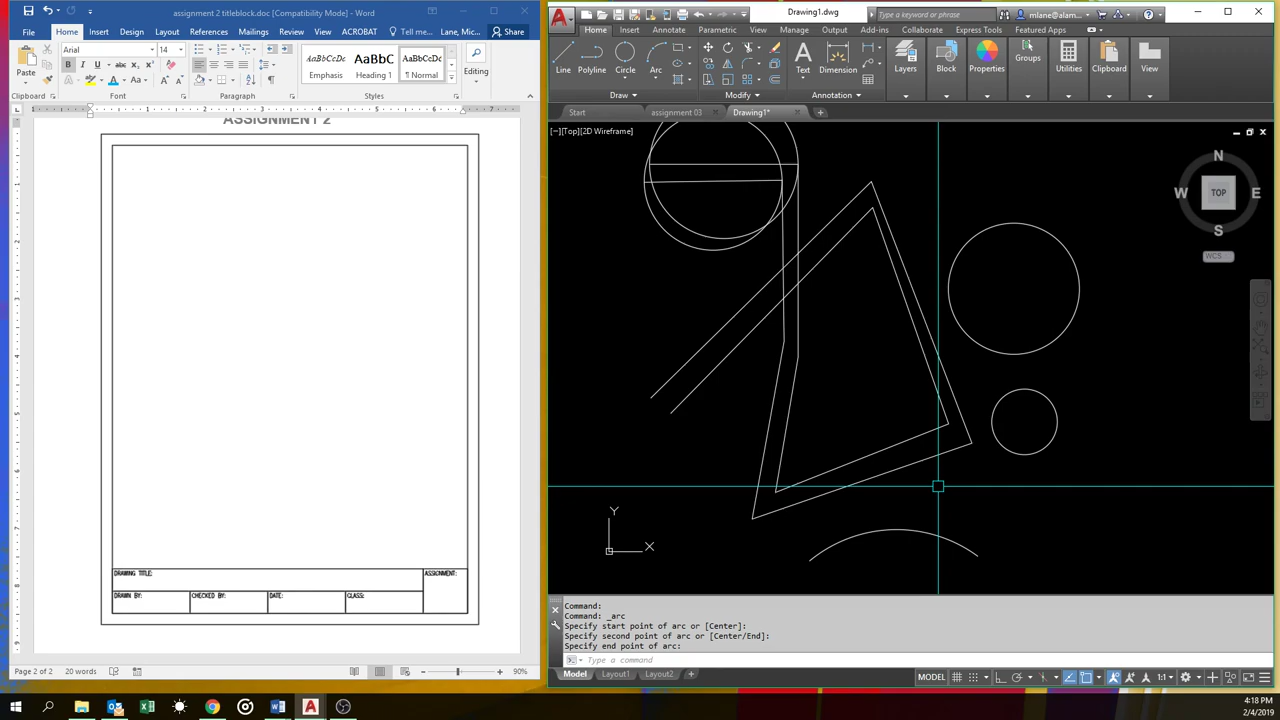 assignment 2 titleblock.doc [Compatibility Mode] - Word
File Home Insert Design Layout References Mailings Review View ACROBAT Tell me... Lane, Mic... Share
Paste
Clipboard
Arial 14
B I U abc x₂ x²
Font
Paragraph
AaBbCcDc AaBbC AaBbCcDc
Emphasis Heading 1 ¶ Normal
Styles
Editing
ASSIGNMENT 2
DRAWING TITLE:
ASSIGNMENT:
DRAWN BY: CHECKED BY: DATE: CLASS:
Page 2 of 2 20 words
90%
Drawing1.dwg
Type a keyword or phrase
mlane@alam...
Home Insert Annotate Parametric View Manage Output Add-ins Collaborate Express Tools Featured Apps
Line Polyline Circle Arc
Draw
Modify
Text Dimension
Annotation
Layers Block Properties Groups Utilities Clipboard View
Start assignment 03 Drawing1*
[−][Top][2D Wireframe]
N
W TOP E
S
WCS
Y
X
Command:
Command: _arc
Specify start point of arc or [Center]:
Specify second point of arc or [Center/End]:
Specify end point of arc:
Type a command
Model Layout1 Layout2 +
MODEL
1:1
4:18 PM
2/4/2019